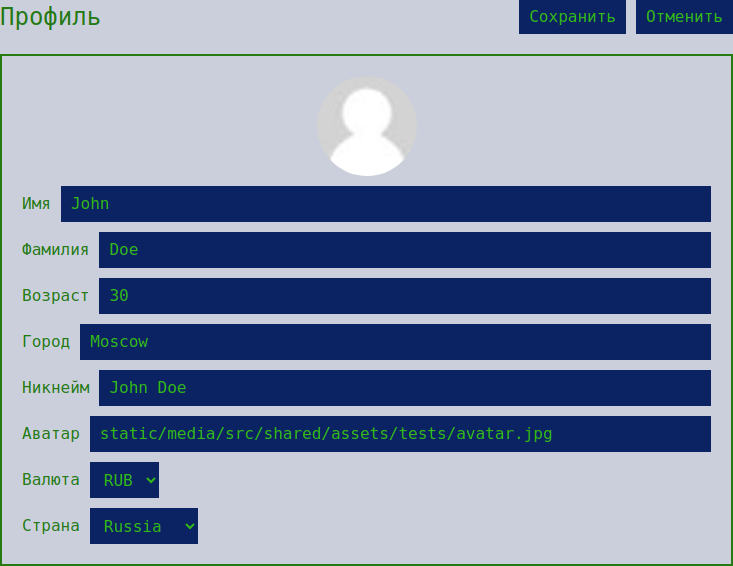 Профиль Сохранить Отменить
Имя John
Фамилия Doe
Возраст 30
Город Moscow
Никнейм John Doe
Аватар static/media/src/shared/assets/tests/avatar.jpg
Валюта RUB
Страна Russia